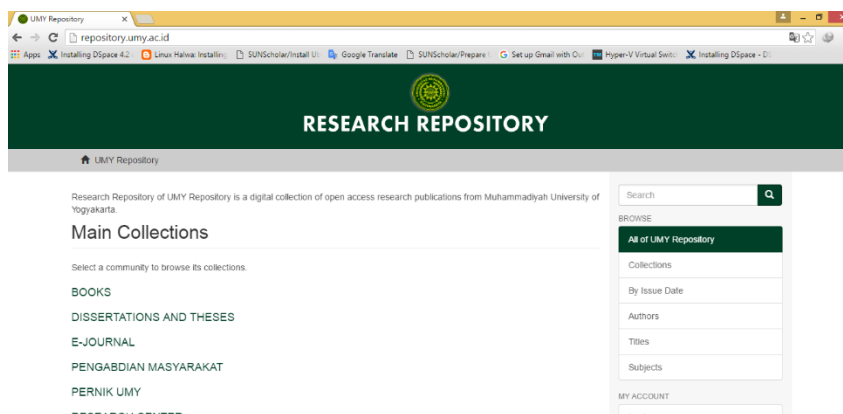 UMY Repository
repository.umy.ac.id
Apps Installing DSpace 4.2 Linux Halwa: Installing SUNScholar/Install Google Translate SUNScholar/Prepare Set up Gmail with Hyper-V Virtual Installing DSpace -
RESEARCH REPOSITORY
UMY Repository
Research Repository of UMY Repository is a digital collection of open access research publications from Muhammadiyah University of
Yogyakarta.
Main Collections
Select a community to browse its collections.
BOOKS
DISSERTATIONS AND THESES
E-JOURNAL
PENGABDIAN MASYARAKAT
PERNIK UMY
RESEARCH CENTER
Search
BROWSE
All of UMY Repository
Collections
By Issue Date
Authors
Titles
Subjects
MY ACCOUNT